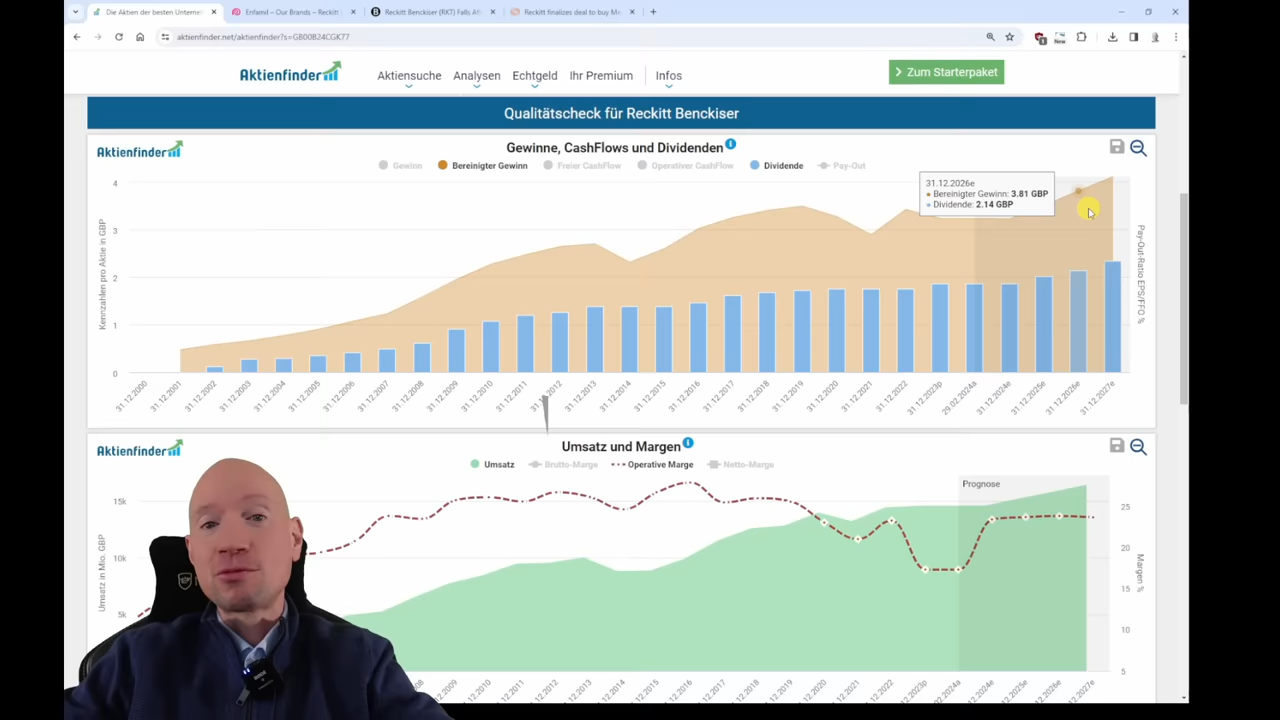 Die Aktien der besten Unterne
Enfamil – Our Brands – Reckitt
Reckitt Benckiser (RKT) Falls Aft
Reckitt finalizes deal to buy Me
aktienfinder.net/aktienfinder?s=GB00B24CGK77
New
Aktienfinder
Aktiensuche
Analysen
Echtgeld
Ihr Premium
Infos
Zum Starterpaket
Qualitätscheck für Reckitt Benckiser
Aktienfinder
Gewinne, CashFlows und Dividenden
Gewinn
Bereinigter Gewinn
Freier CashFlow
Operativer CashFlow
Dividende
Pay-Out
31.12.2026e
Bereinigter Gewinn: 3.81 GBP
Dividende: 2.14 GBP
Kennzahlen pro Aktie in GBP
4
3
2
1
0
Pay-Out-Ratio EPS/FFO %
31.12.2000
31.12.2001
31.12.2002
31.12.2003
31.12.2004
31.12.2005
31.12.2006
31.12.2007
31.12.2008
31.12.2009
31.12.2010
31.12.2011
31.12.2012
31.12.2013
31.12.2014
31.12.2015
31.12.2016
31.12.2017
31.12.2018
31.12.2019
31.12.2020
31.12.2021
31.12.2022
31.12.2023p
29.02.2024a
31.12.2024e
31.12.2025e
31.12.2026e
31.12.2027e
Aktienfinder
Umsatz und Margen
Umsatz
Brutto-Marge
Operative Marge
Netto-Marge
Prognose
Umsatz in Mio. GBP
15k
10k
5k
25
20
15
10
5
Margen %